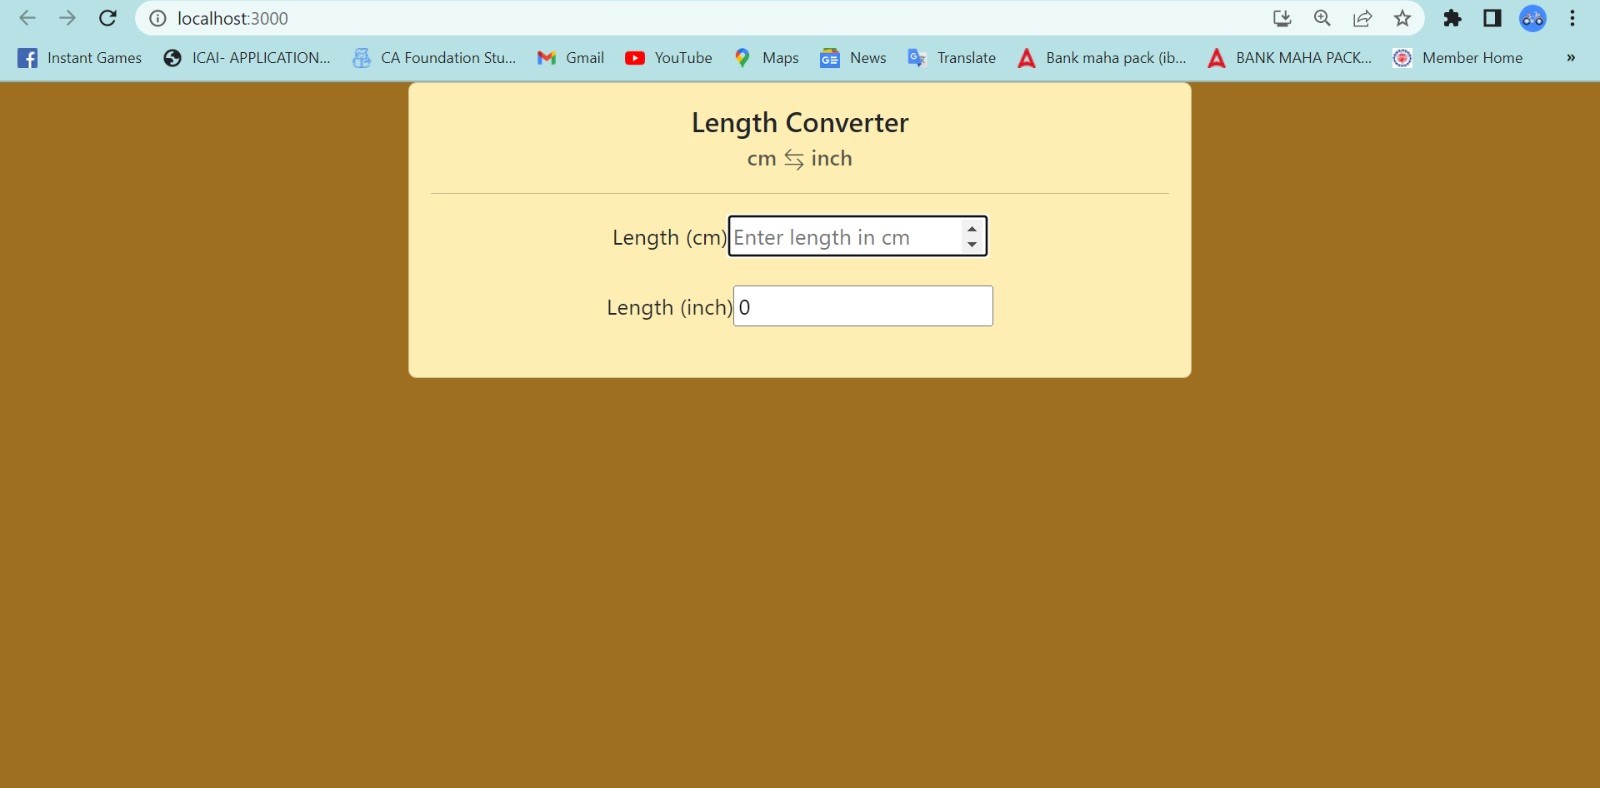 localhost:3000
Instant Games ICAI- APPLICATION... CA Foundation Stu... Gmail YouTube Maps GE News Translate Bank maha pack (ib... BANK MAHA PACK... Member Home »
Length Converter
cm ⇆ inch
Length (cm) Enter length in cm
Length (inch) 0